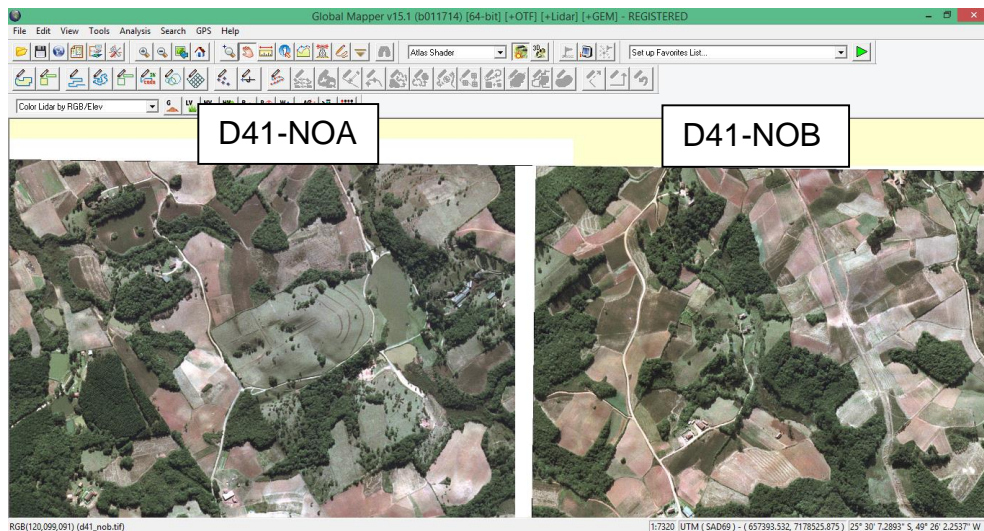 Global Mapper v15.1 (b011714) [64-bit] [+OTF] [+Lidar] [+GEM] - REGISTERED
File Edit View Tools Analysis Search GPS Help
Atlas Shader
Set up Favorites List...
Color Lidar by RGB/Elev
D41-NOA
D41-NOB
RGB(120,099,091) (d41_nob.tif)
1:7320 UTM ( SAD69 ) - ( 657393.532, 7178525.875 ) 25° 30' 7.2893" S, 49° 26' 2.2537" W